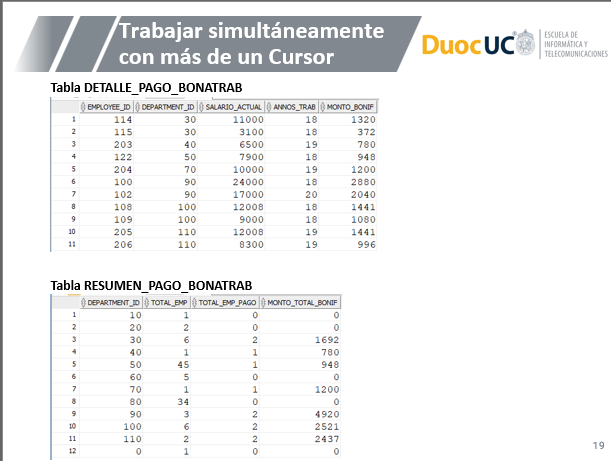 Trabajar simultáneamente
con más de un Cursor
DuocUC
ESCUELA DE
INFORMÁTICA Y
TELECOMUNICACIONES
Tabla DETALLE_PAGO_BONATRAB
EMPLOYEE_ID DEPARTMENT_ID SALARIO_ACTUAL ANNOS_TRAB MONTO_BONIF
1 114 30 11000 18 1320
2 115 30 3100 18 372
3 203 40 6500 19 780
4 122 50 7900 18 948
5 204 70 10000 19 1200
6 100 90 24000 18 2880
7 102 90 17000 20 2040
8 108 100 12008 18 1441
9 109 100 9000 18 1080
10 205 110 12008 19 1441
11 206 110 8300 19 996
Tabla RESUMEN_PAGO_BONATRAB
DEPARTMENT_ID TOTAL_EMP TOTAL_EMP_PAGO MONTO_TOTAL_BONIF
1 10 1 0 0
2 20 2 0 0
3 30 6 2 1692
4 40 1 1 780
5 50 45 1 948
6 60 5 0 0
7 70 1 1 1200
8 80 34 0 0
9 90 3 2 4920
10 100 6 2 2521
11 110 2 2 2437
12 0 1 0 0
19